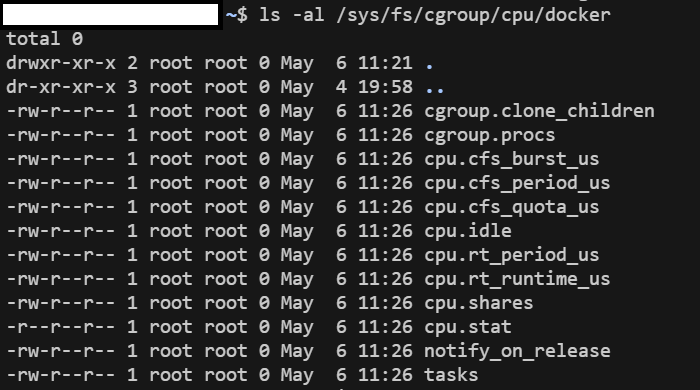 ~$ ls -al /sys/fs/cgroup/cpu/docker
total 0
drwxr-xr-x 2 root root 0 May  6 11:21 .
dr-xr-xr-x 3 root root 0 May  4 19:58 ..
-rw-r--r-- 1 root root 0 May  6 11:26 cgroup.clone_children
-rw-r--r-- 1 root root 0 May  6 11:26 cgroup.procs
-rw-r--r-- 1 root root 0 May  6 11:26 cpu.cfs_burst_us
-rw-r--r-- 1 root root 0 May  6 11:26 cpu.cfs_period_us
-rw-r--r-- 1 root root 0 May  6 11:26 cpu.cfs_quota_us
-rw-r--r-- 1 root root 0 May  6 11:26 cpu.idle
-rw-r--r-- 1 root root 0 May  6 11:26 cpu.rt_period_us
-rw-r--r-- 1 root root 0 May  6 11:26 cpu.rt_runtime_us
-rw-r--r-- 1 root root 0 May  6 11:26 cpu.shares
-r--r--r-- 1 root root 0 May  6 11:26 cpu.stat
-rw-r--r-- 1 root root 0 May  6 11:26 notify_on_release
-rw-r--r-- 1 root root 0 May  6 11:26 tasks